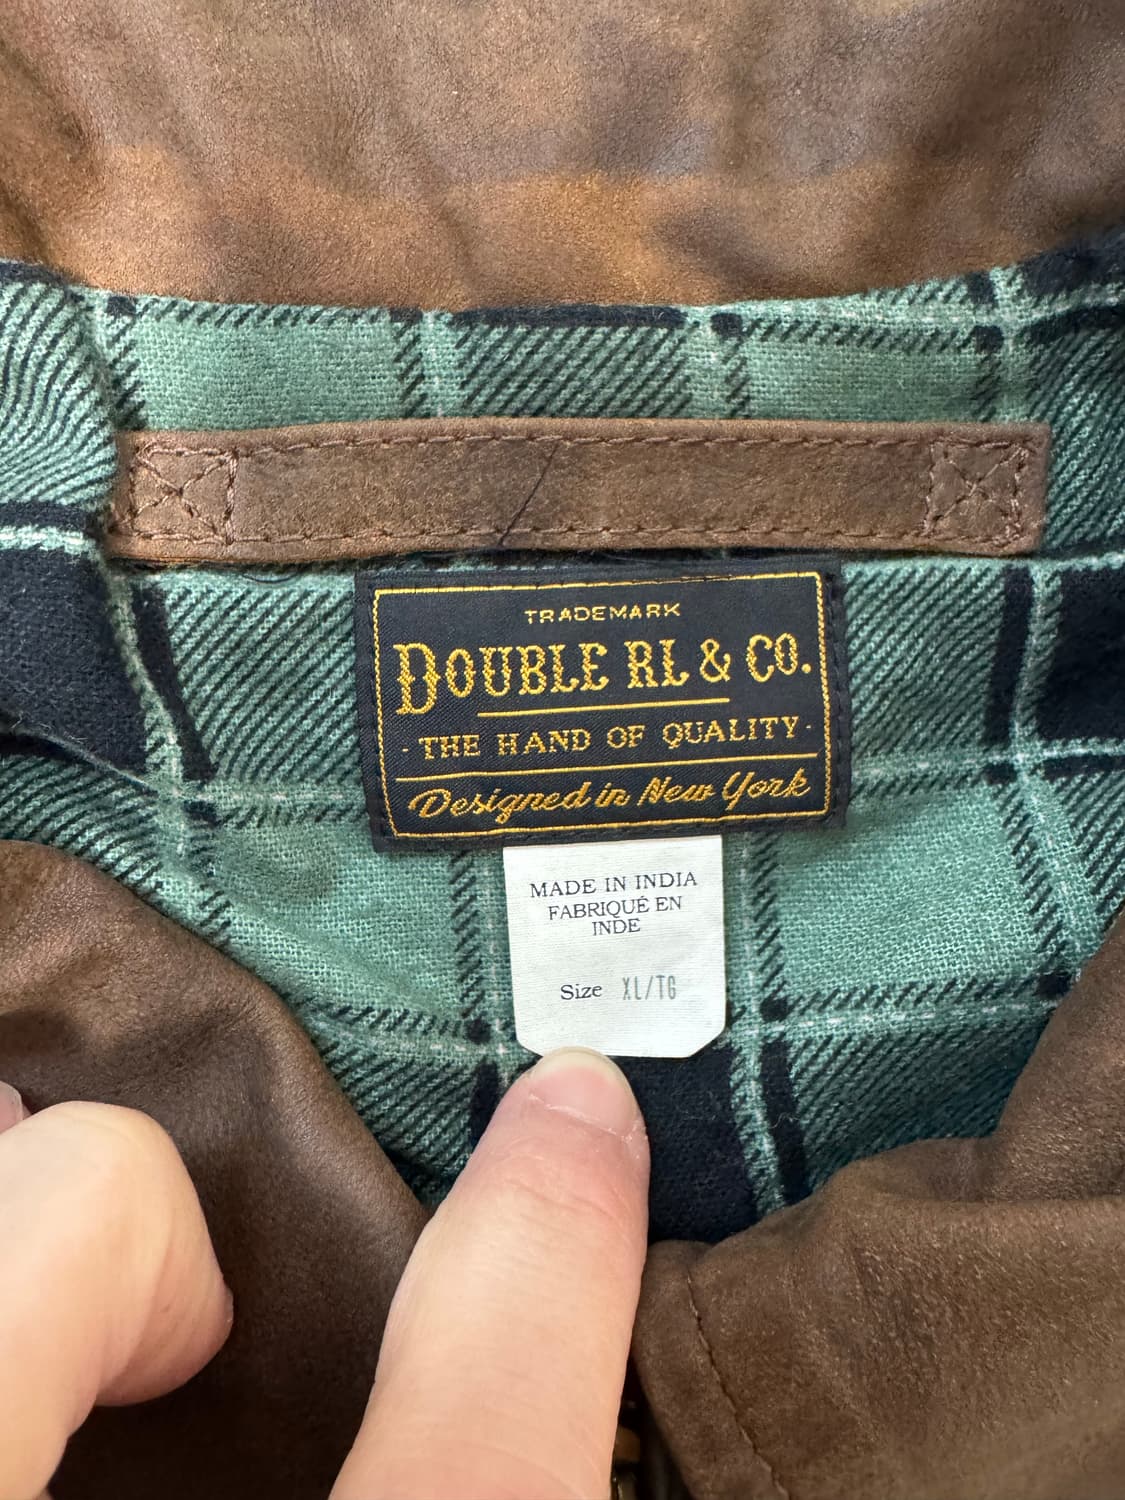 TRADEMARK
DOUBLE RL & CO.
· THE HAND OF QUALITY ·
Designed in New York
MADE IN INDIA
FABRIQUÉ EN
INDE
Size XL/TG